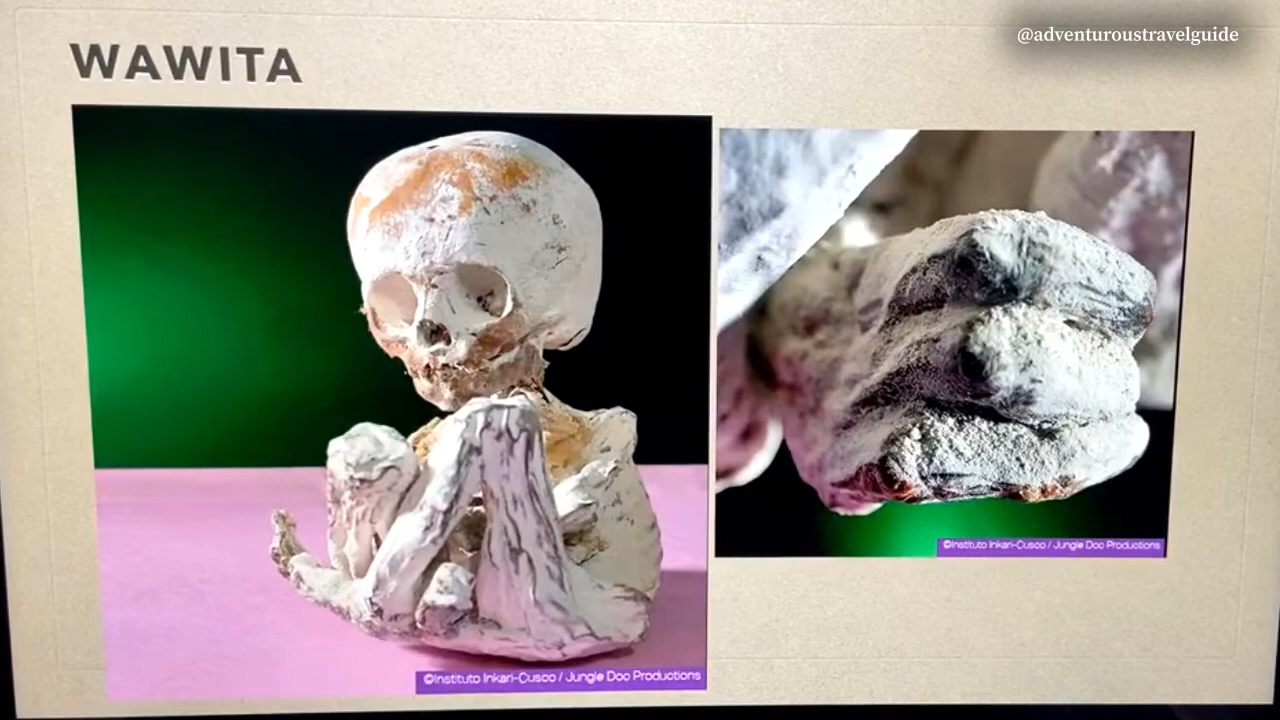 @adventuroustravelguide
WAWITA
©Instituto Inkari-Cusco / Jungle Doc Productions
©Instituto Inkari-Cusco / Jungle Doc Productions